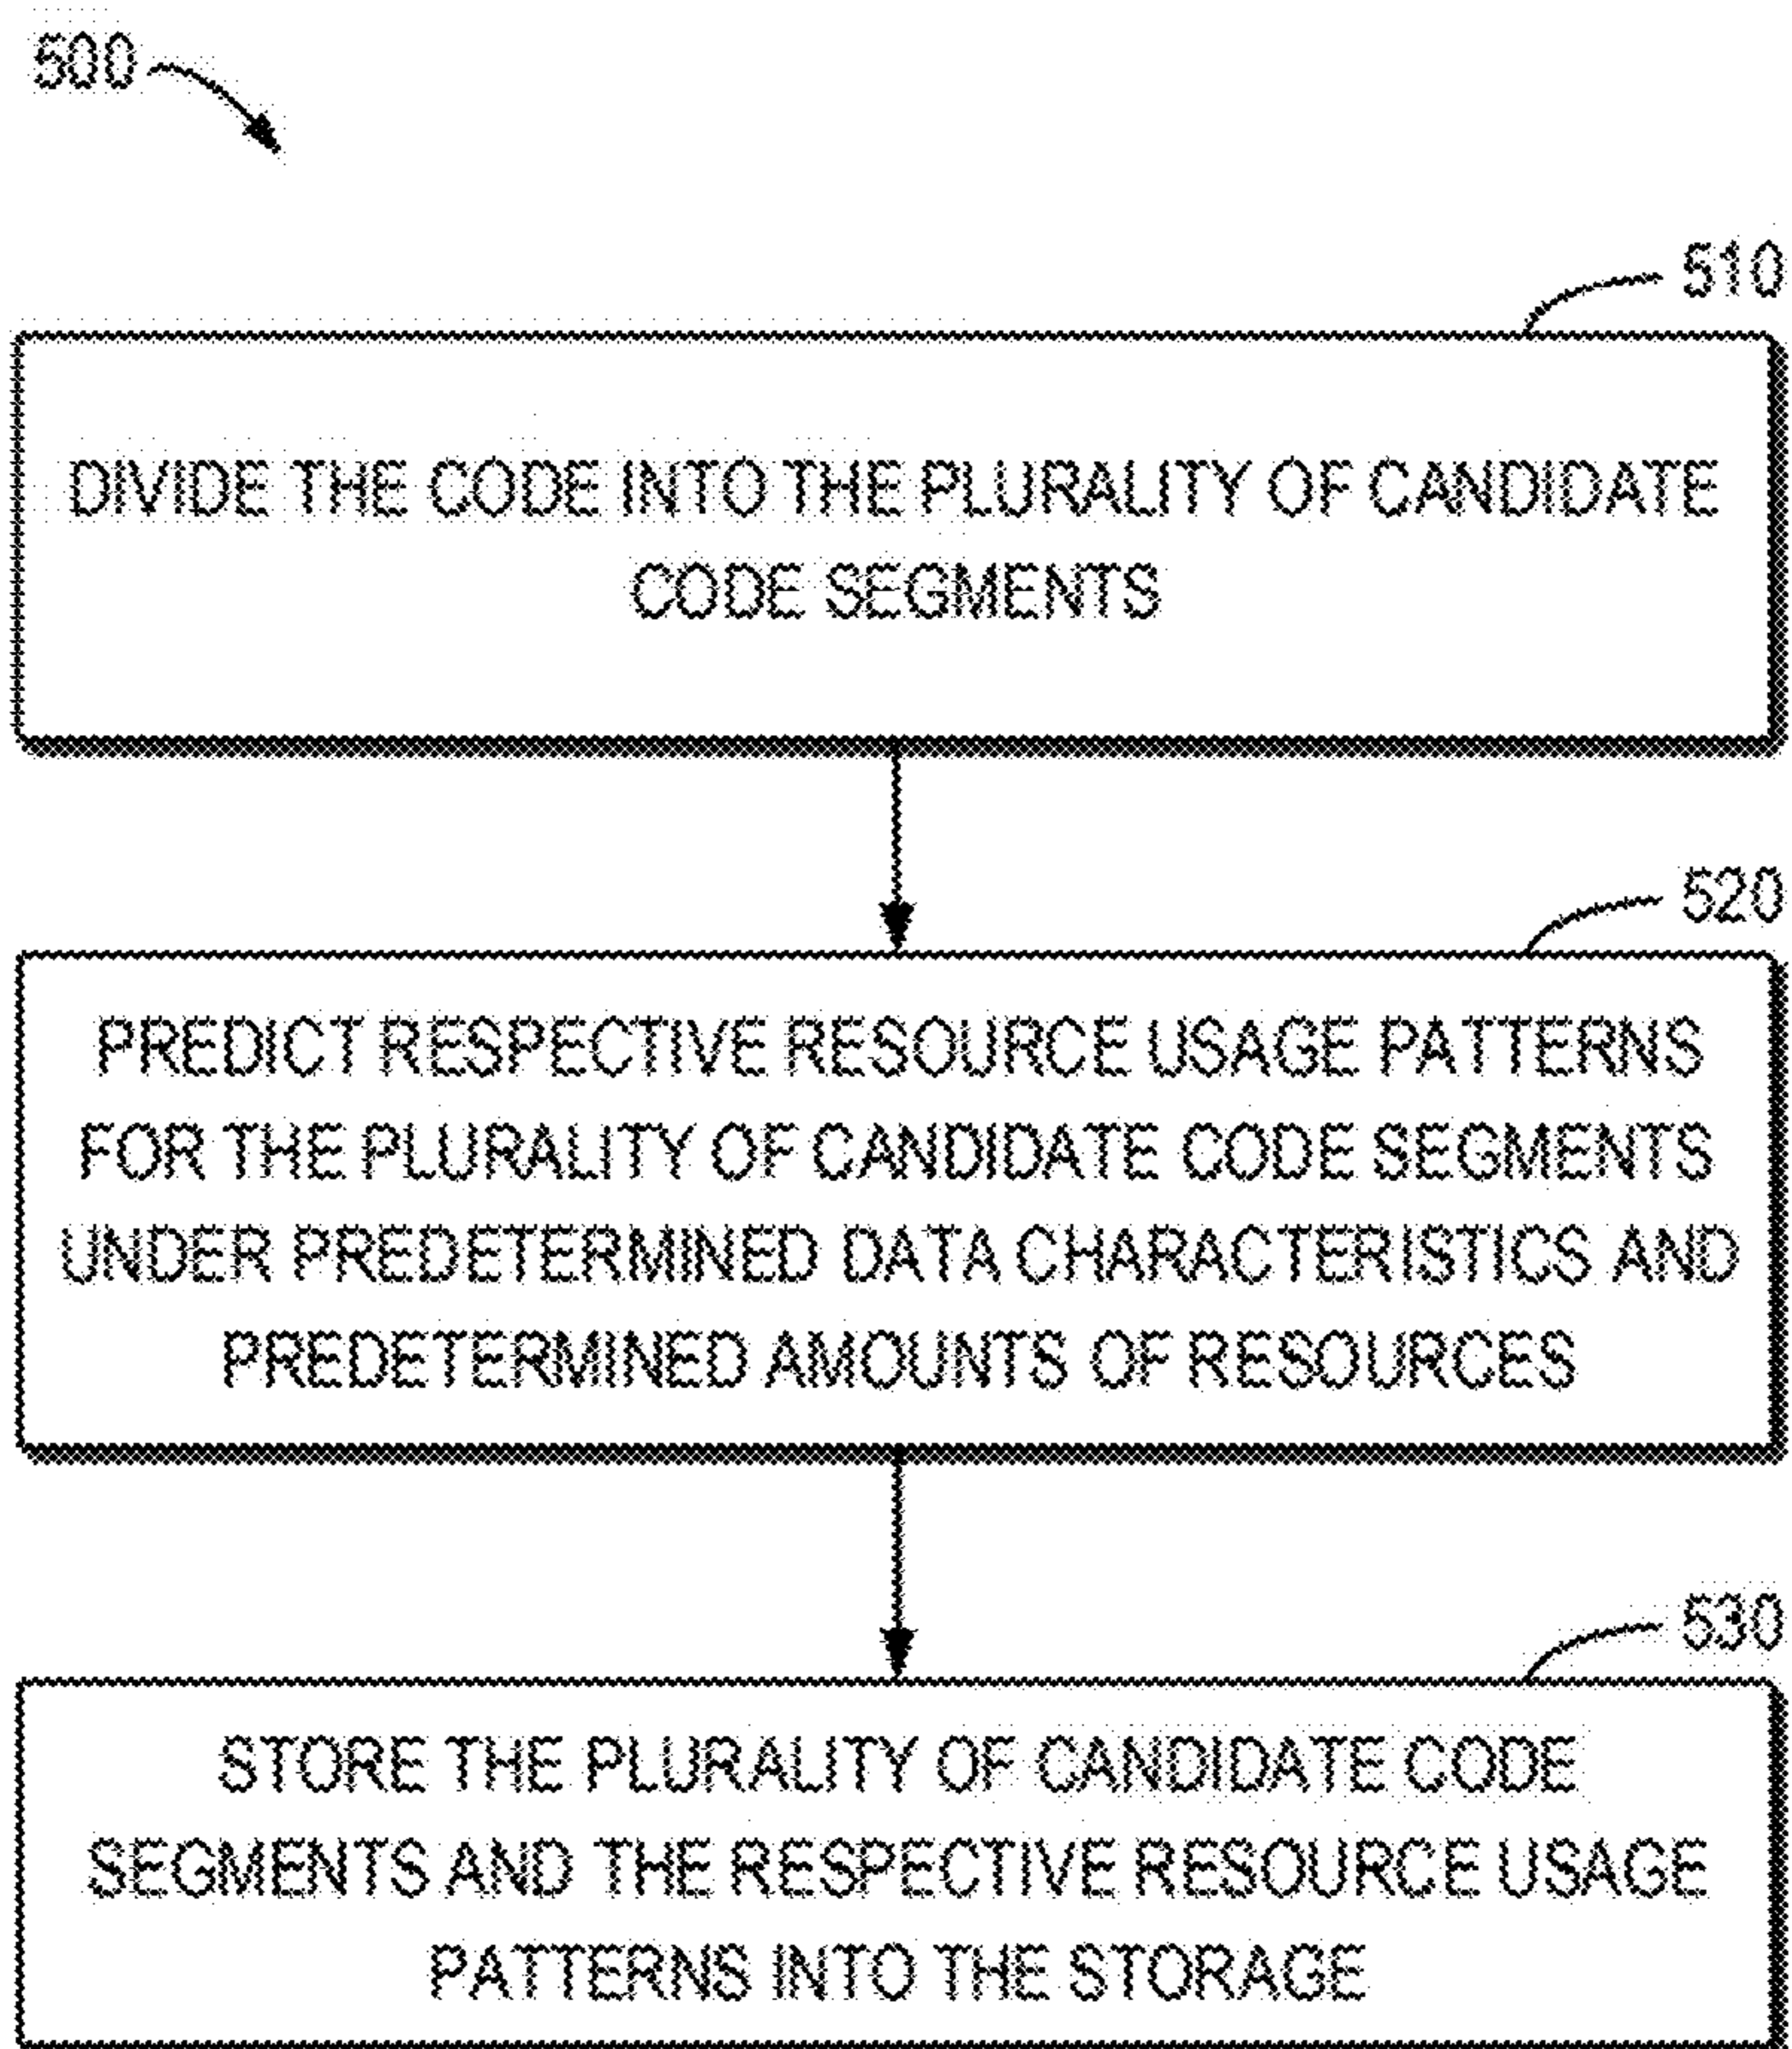 500
510
DIVIDE THE CODE INTO THE PLURALITY OF CANDIDATE
CODE SEGMENTS
520
PREDICT RESPECTIVE RESOURCE USAGE PATTERNS
FOR THE PLURALITY OF CANDIDATE CODE SEGMENTS
UNDER PREDETERMINED DATA CHARACTERISTICS AND
PREDETERMINED AMOUNTS OF RESOURCES
530
STORE THE PLURALITY OF CANDIDATE CODE
SEGMENTS AND THE RESPECTIVE RESOURCE USAGE
PATTERNS INTO THE STORAGE